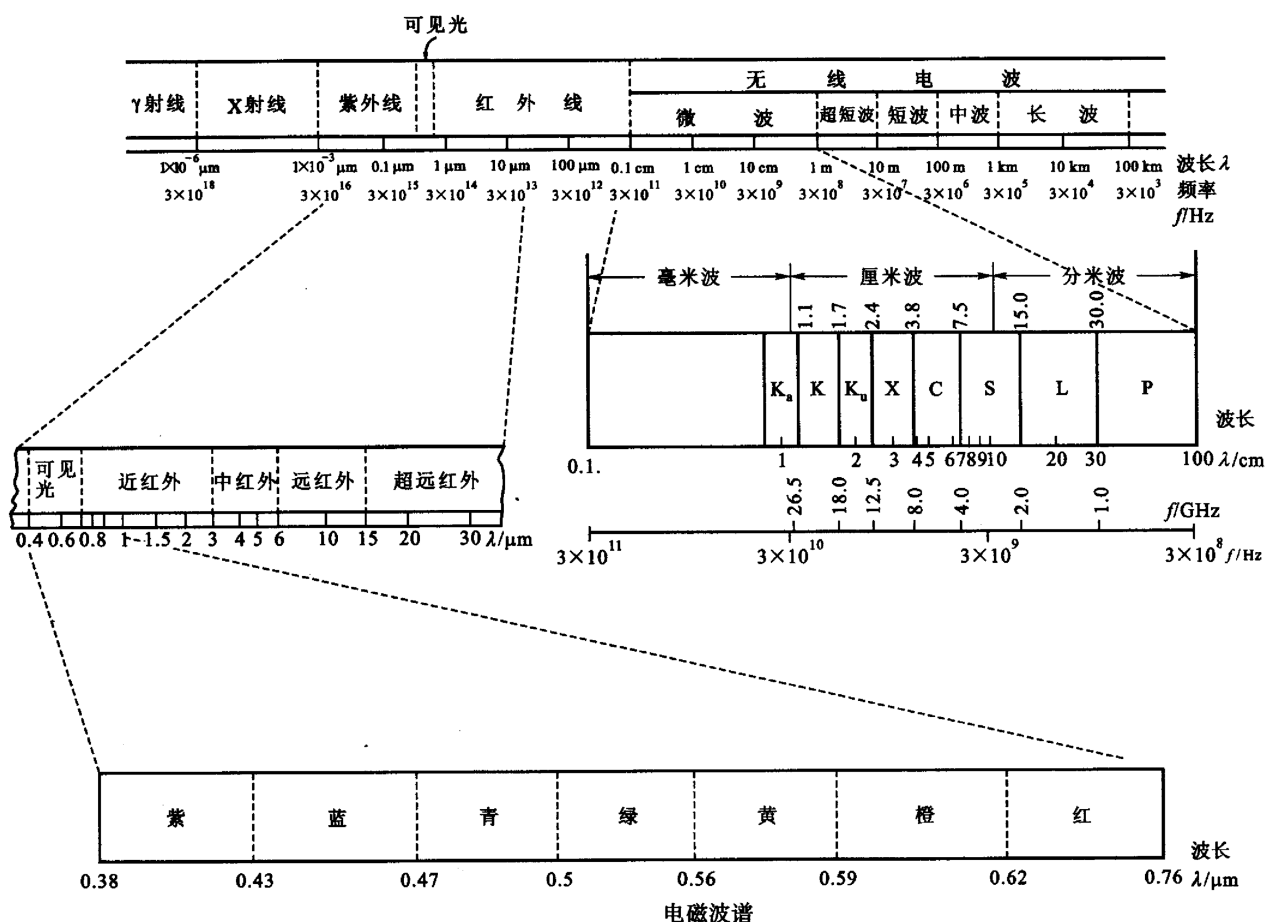 可见光
无 线 电 波
γ射线 X射线 紫外线 红 外 线 微 波 超短波 短波 中波 长 波
1×10⁻⁶ μm 1×10⁻³ μm 0.1 μm 1 μm 10 μm 100 μm 0.1 cm 1 cm 10 cm 1 m 10 m 100 m 1 km 10 km 100 km 波长 λ
3×10¹⁸ 3×10¹⁶ 3×10¹⁵ 3×10¹⁴ 3×10¹³ 3×10¹² 3×10¹¹ 3×10¹⁰ 3×10⁹ 3×10⁸ 3×10⁷ 3×10⁶ 3×10⁵ 3×10⁴ 3×10³ 频率
f/Hz
毫米波 厘米波 分米波
1.1 1.7 2.4 3.8 7.5 15.0 30.0
Kₐ K Kᵤ X C S L P
波长
0.1. 1 2 3 4 5 6 7 8 9 10 20 30 100 λ/cm
26.5 18.0 12.5 8.0 4.0 2.0 1.0 f/GHz
3×10¹¹ 3×10¹⁰ 3×10⁹ 3×10⁸ f/Hz
可见光 近红外 中红外 远红外 超远红外
0.4 0.6 0.8 1 1.5 2 3 4 5 6 10 15 20 30 λ/μm
紫 蓝 青 绿 黄 橙 红
波长
0.38 0.43 0.47 0.5 0.56 0.59 0.62 0.76 λ/μm
电磁波谱